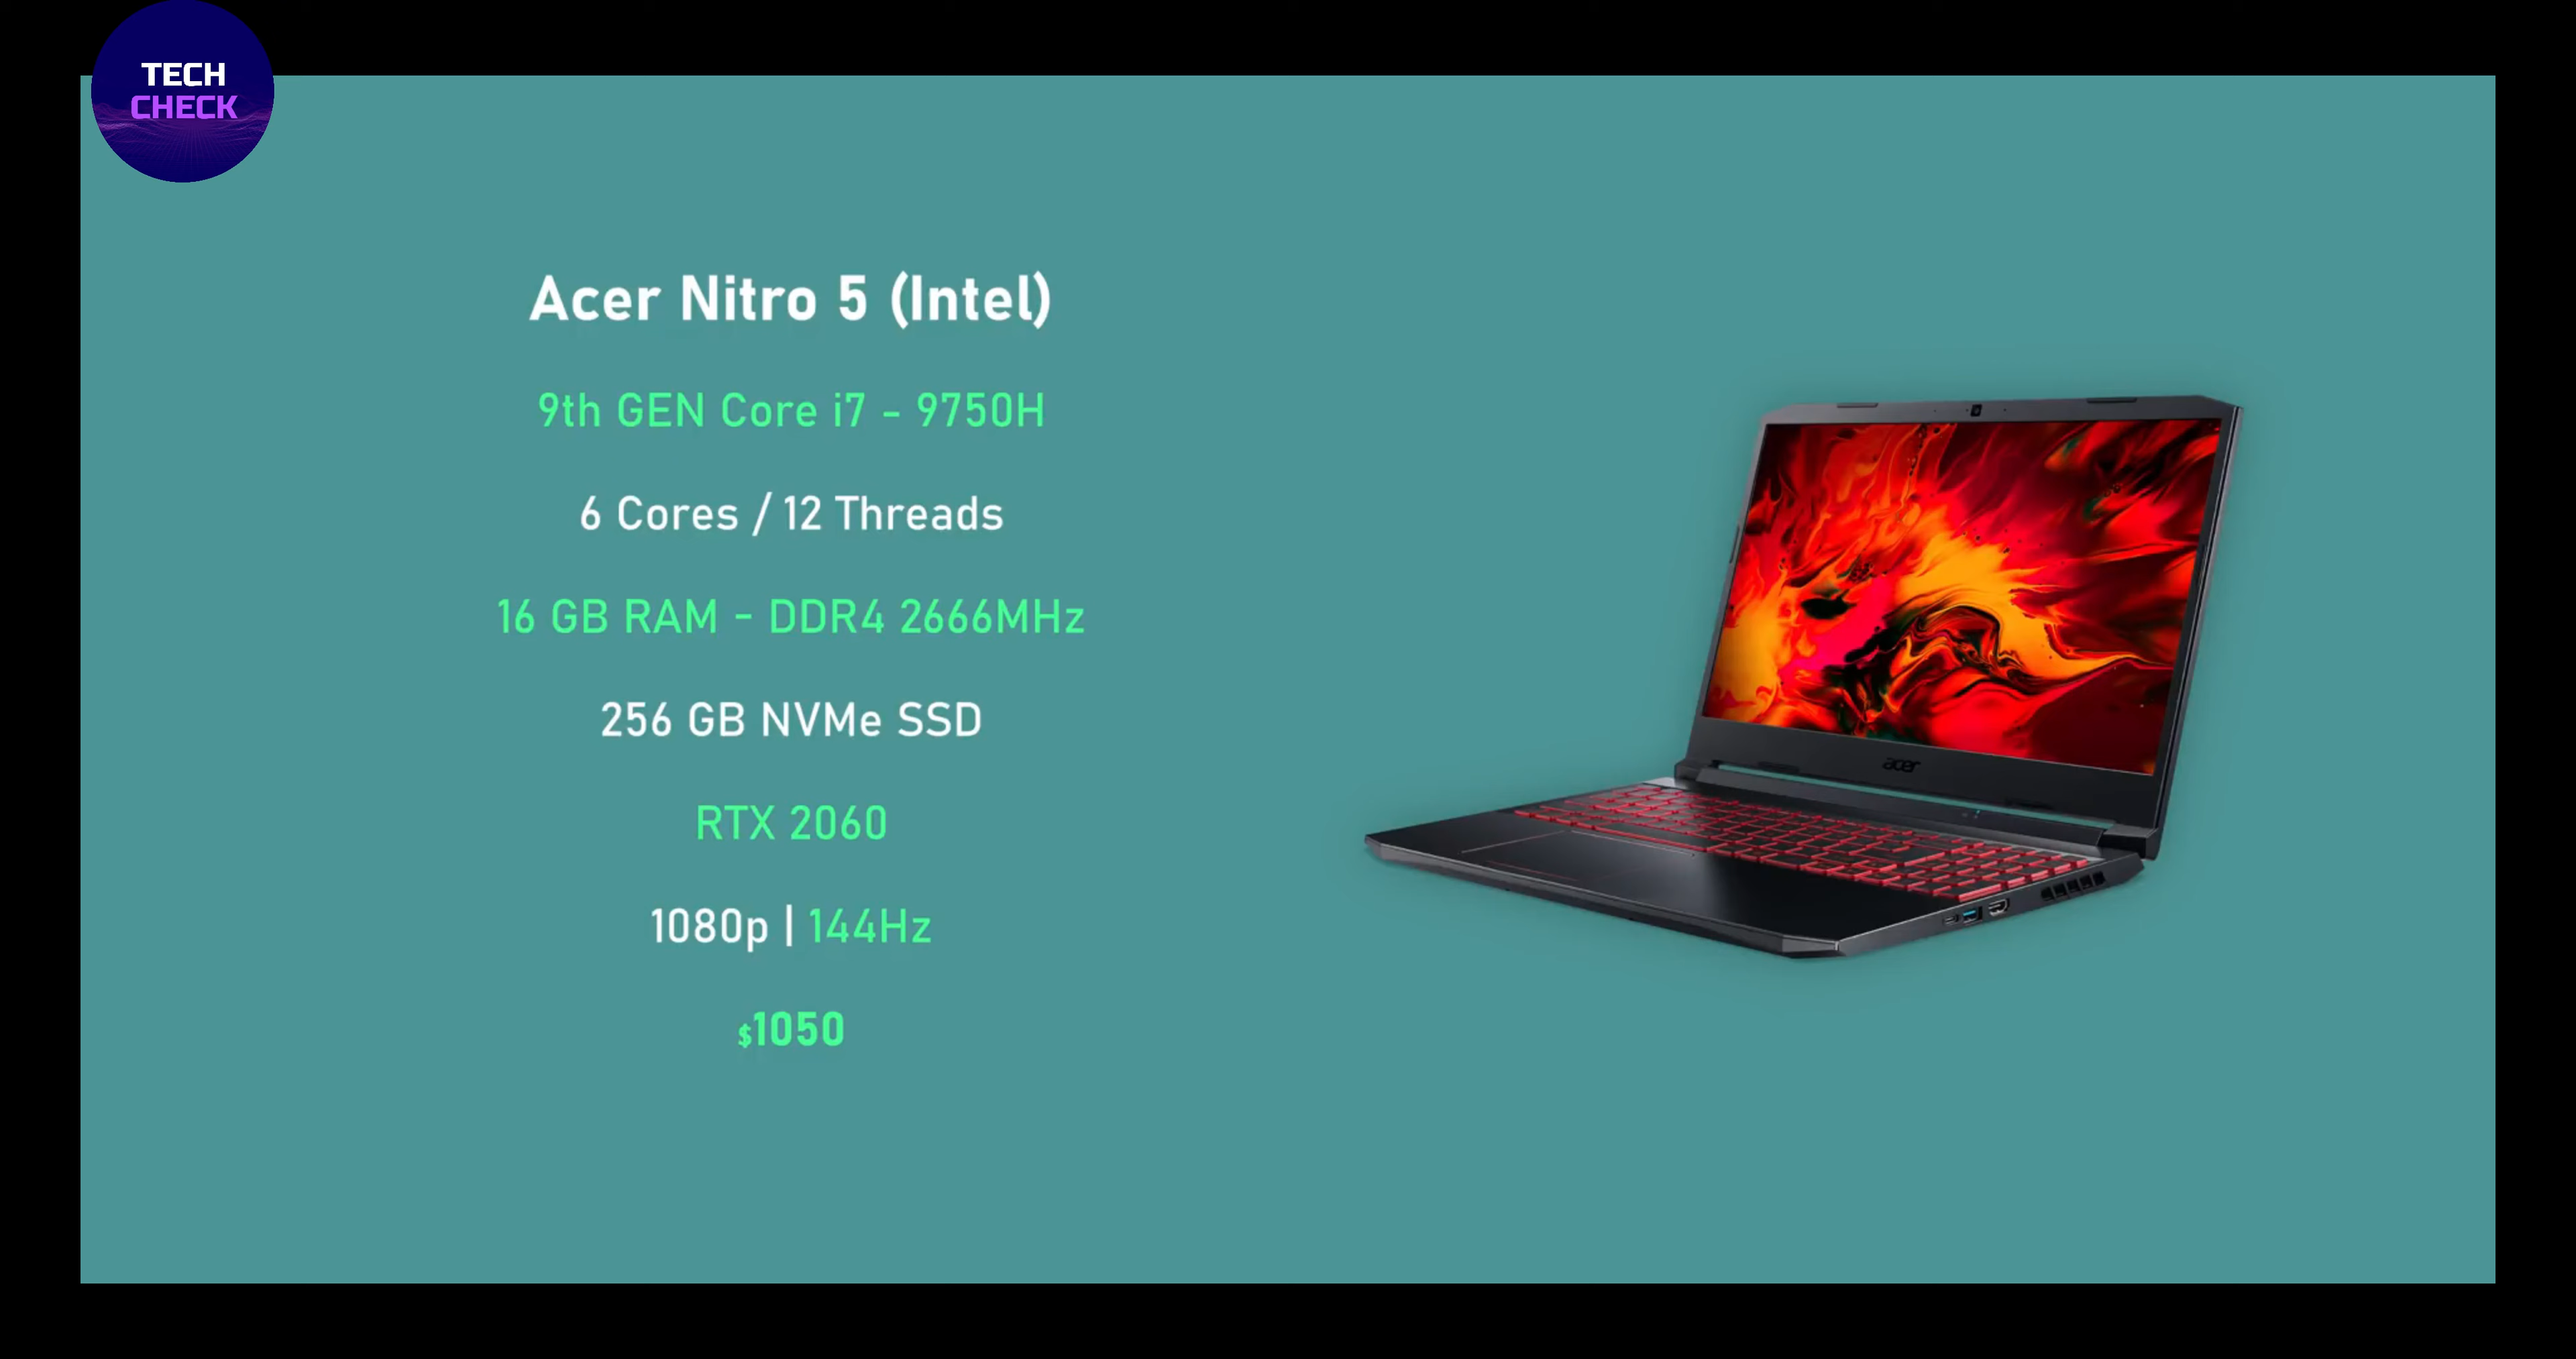 TECH
CHECK
Acer Nitro 5 (Intel)
9th GEN Core i7 - 9750H
6 Cores / 12 Threads
16 GB RAM - DDR4 2666MHz
256 GB NVMe SSD
RTX 2060
1080p | 144Hz
$1050
acer